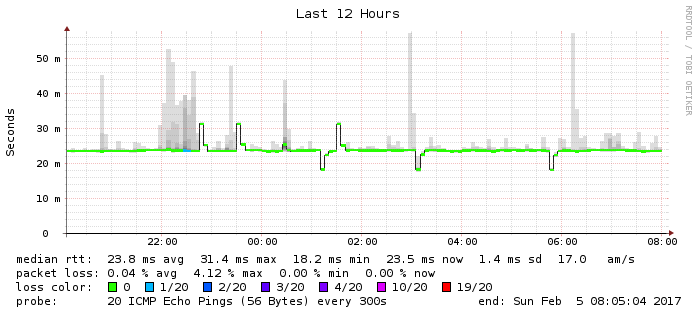 Last 12 Hours
RRDTOOL / TOBI OETIKER
Seconds
50 m
40 m
30 m
20 m
10 m
0
22:00 00:00 02:00 04:00 06:00 08:00
median rtt: 23.8 ms avg 31.4 ms max 18.2 ms min 23.5 ms now 1.4 ms sd 17.0 am/s
packet loss: 0.04 % avg 4.12 % max 0.00 % min 0.00 % now
loss color: 0 1/20 2/20 3/20 4/20 10/20 19/20
probe: 20 ICMP Echo Pings (56 Bytes) every 300s end: Sun Feb 5 08:05:04 2017